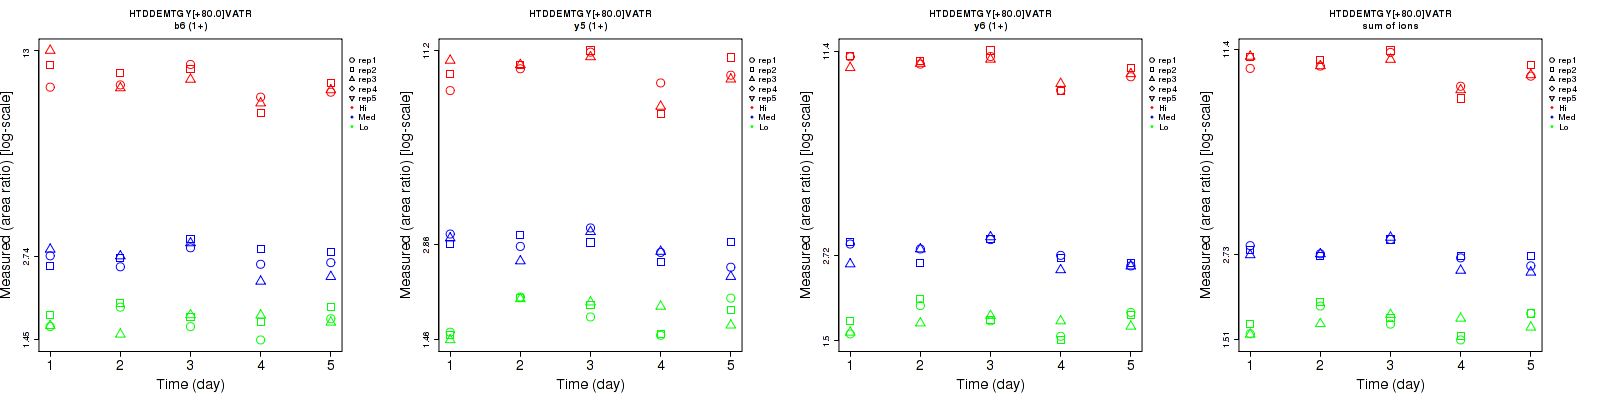 HTDDEMTGY[+80.0]VATR
b6 (1+)
Measured (area ratio) [log-scale]
13
2.74
1.45
1 2 3 4 5
Time (day)
rep1
rep2
rep3
rep4
rep5
Hi
Med
Lo
HTDDEMTGY[+80.0]VATR
y5 (1+)
Measured (area ratio) [log-scale]
11.2
2.86
1.46
1 2 3 4 5
Time (day)
rep1
rep2
rep3
rep4
rep5
Hi
Med
Lo
HTDDEMTGY[+80.0]VATR
y6 (1+)
Measured (area ratio) [log-scale]
11.4
2.72
1.5
1 2 3 4 5
Time (day)
rep1
rep2
rep3
rep4
rep5
Hi
Med
Lo
HTDDEMTGY[+80.0]VATR
sum of ions
Measured (area ratio) [log-scale]
11.4
2.73
1.51
1 2 3 4 5
Time (day)
rep1
rep2
rep3
rep4
rep5
Hi
Med
Lo